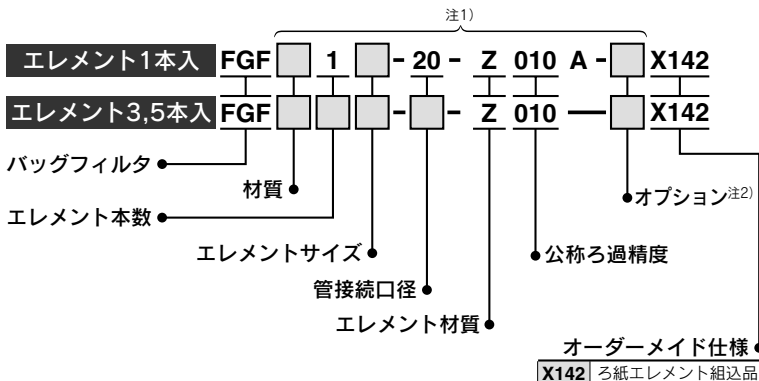 注1)
エレメント1本入 FGF 1 - 20 - Z 010 A - X142
エレメント3,5本入 FGF - - Z 010 — X142
バッグフィルタ
材質
オプション注2)
エレメント本数
エレメントサイズ
公称ろ過精度
管接続口径
エレメント材質
オーダーメイド仕様
X142 ろ紙エレメント組込品